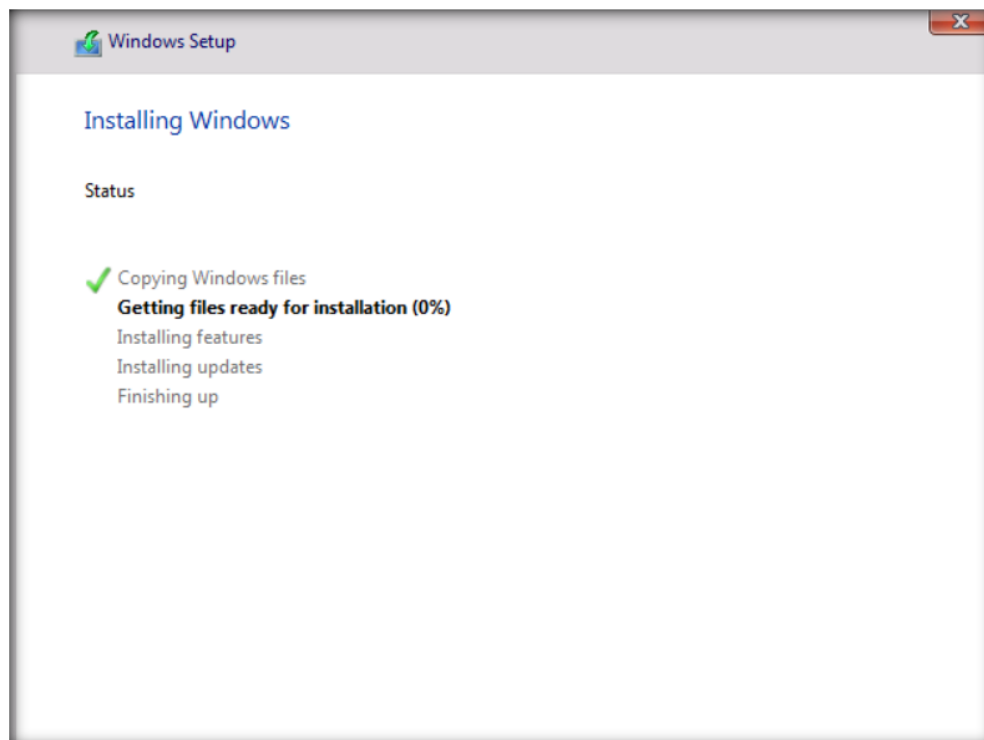 Windows Setup
Installing Windows
Status
Copying Windows files
Getting files ready for installation (0%)
Installing features
Installing updates
Finishing up